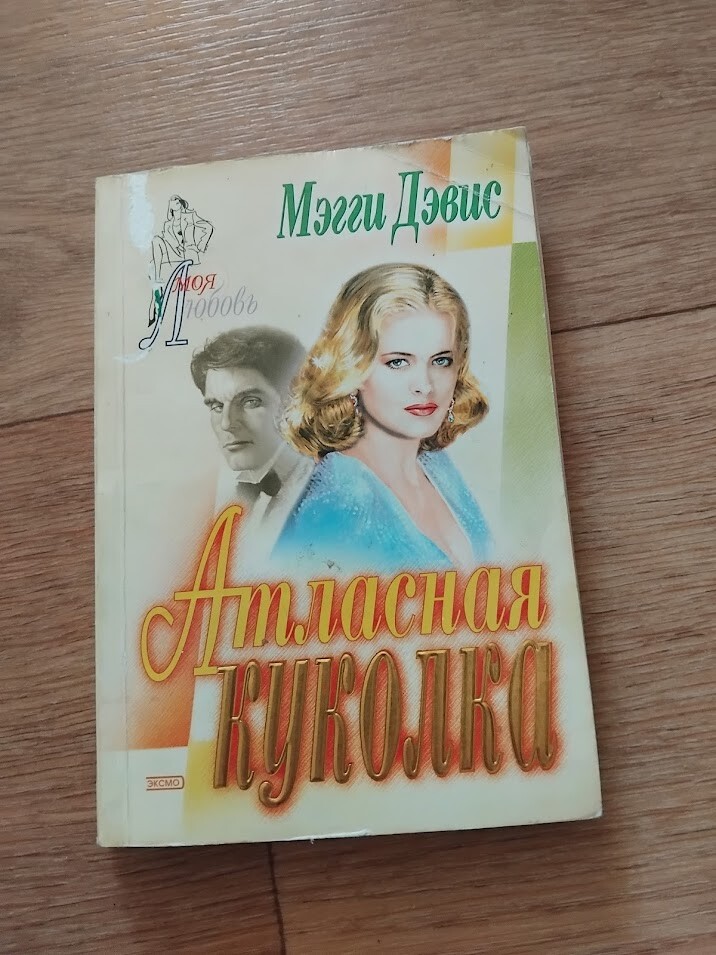 Мэгги Дэвис
моя
Любовь
Атласная
куколка
ЭКСМО